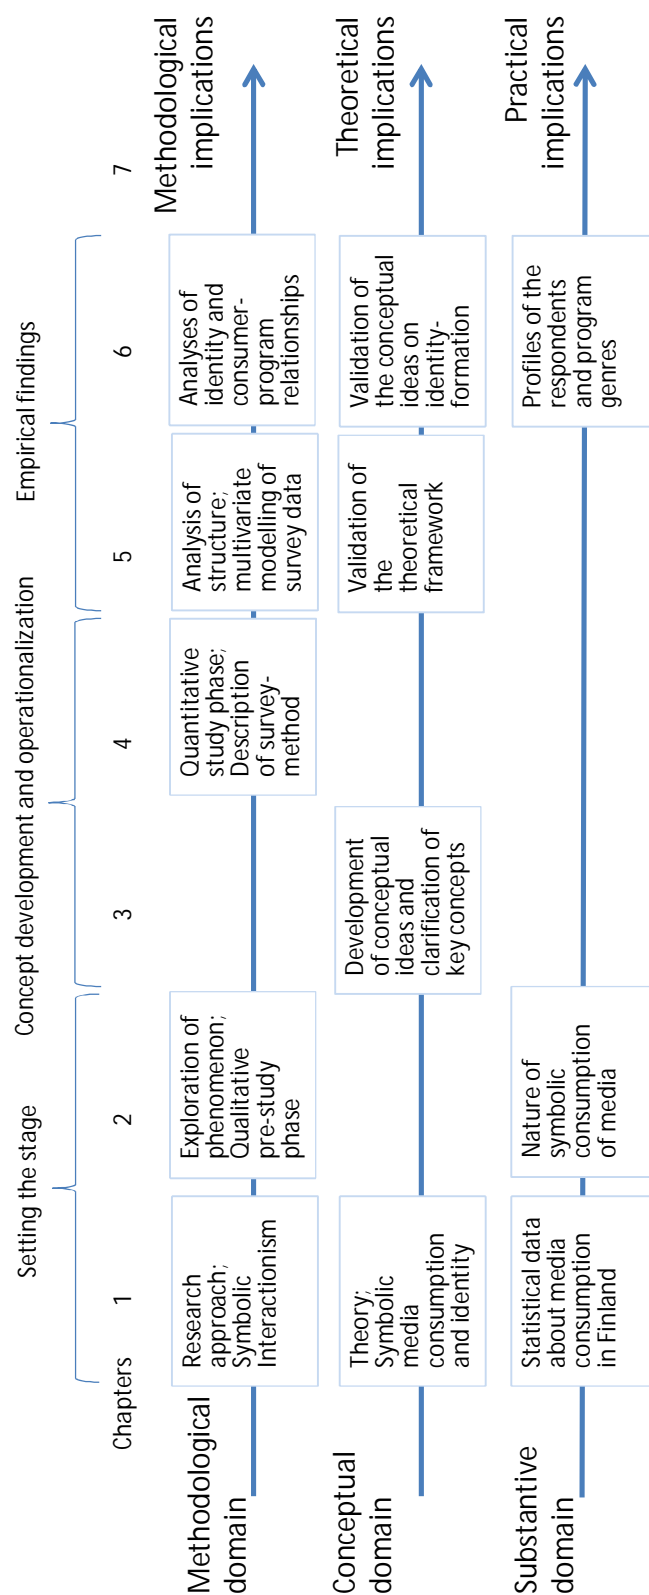 Setting the stage
Concept development and operationalization
Empirical findings
Chapters
1
2
3
4
5
6
7
Methodological
domain
Research
approach;
Symbolic
Interactionism
Exploration of
phenomenon;
Qualitative
pre-study
phase
Quantitative
study phase;
Description
of survey-
method
Analysis of
structure;
multivariate
modelling of
survey data
Analyses of
identity and
consumer-
program
relationships
Methodological
implications
Conceptual
domain
Theory;
Symbolic
media
consumption
and identity
Development
of conceptual
ideas and
clarification of
key concepts
Validation of
the
theoretical
framework
Validation of
the conceptual
ideas on
identity-
formation
Theoretical
implications
Substantive
domain
Statistical data
about media
consumption
in Finland
Nature of
symbolic
consumption
of media
Profiles of the
respondents
and program
genres
Practical
implications